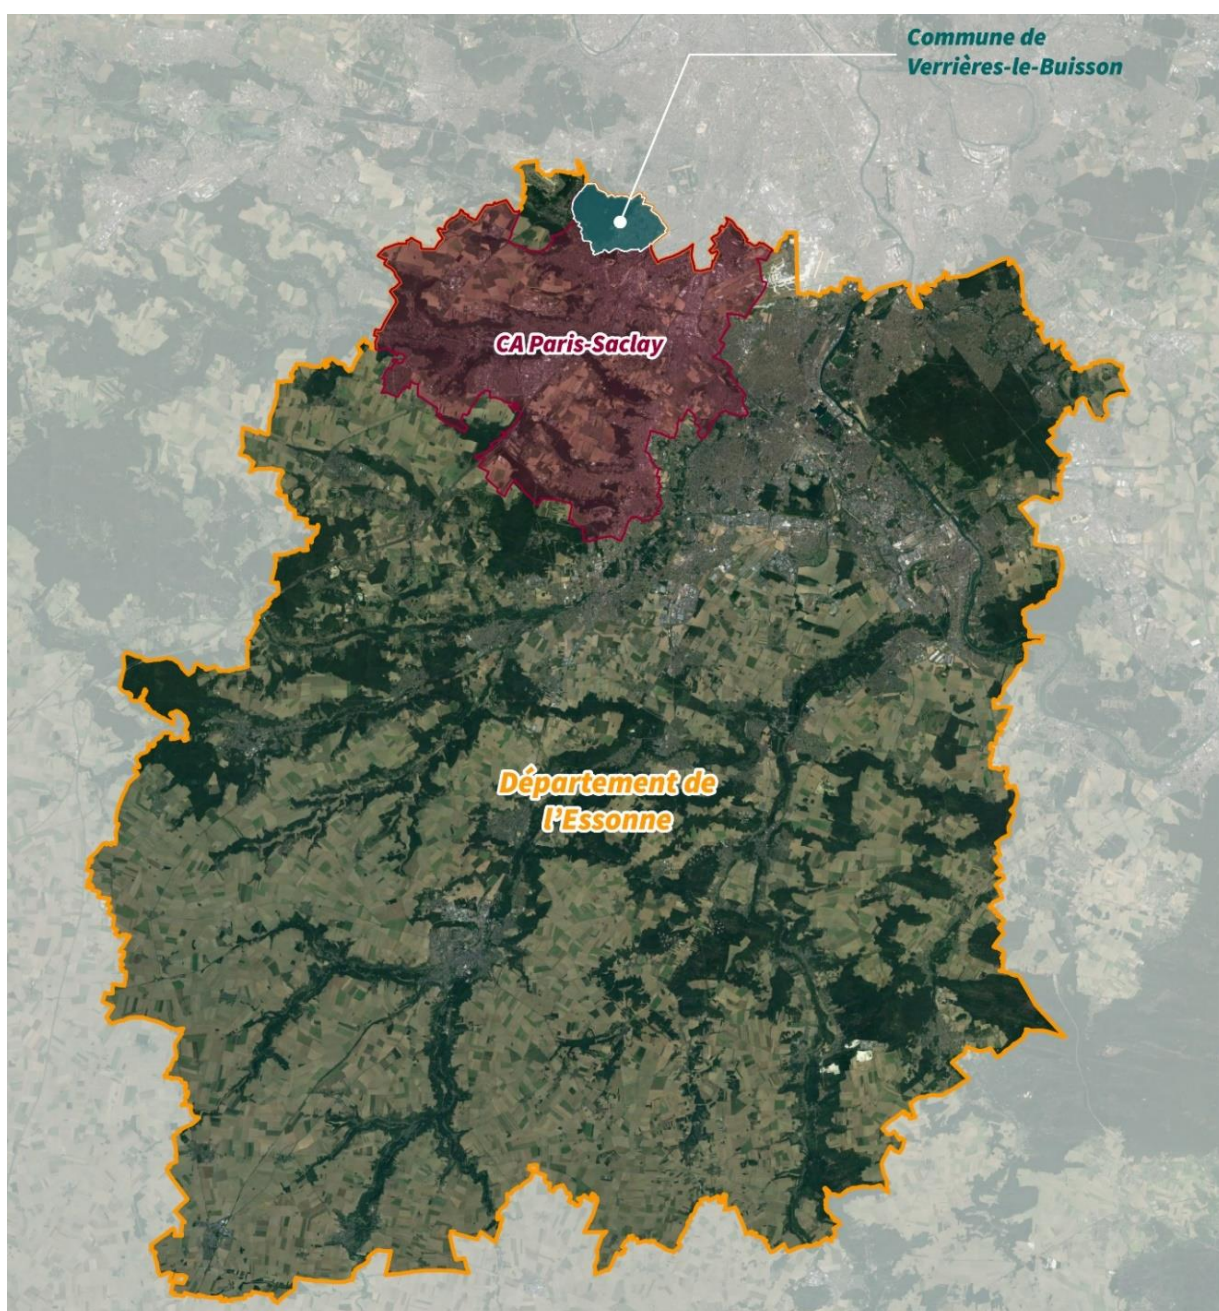 Commune de
Verrières-le-Buisson
CA Paris-Saclay
Département de
l'Essonne